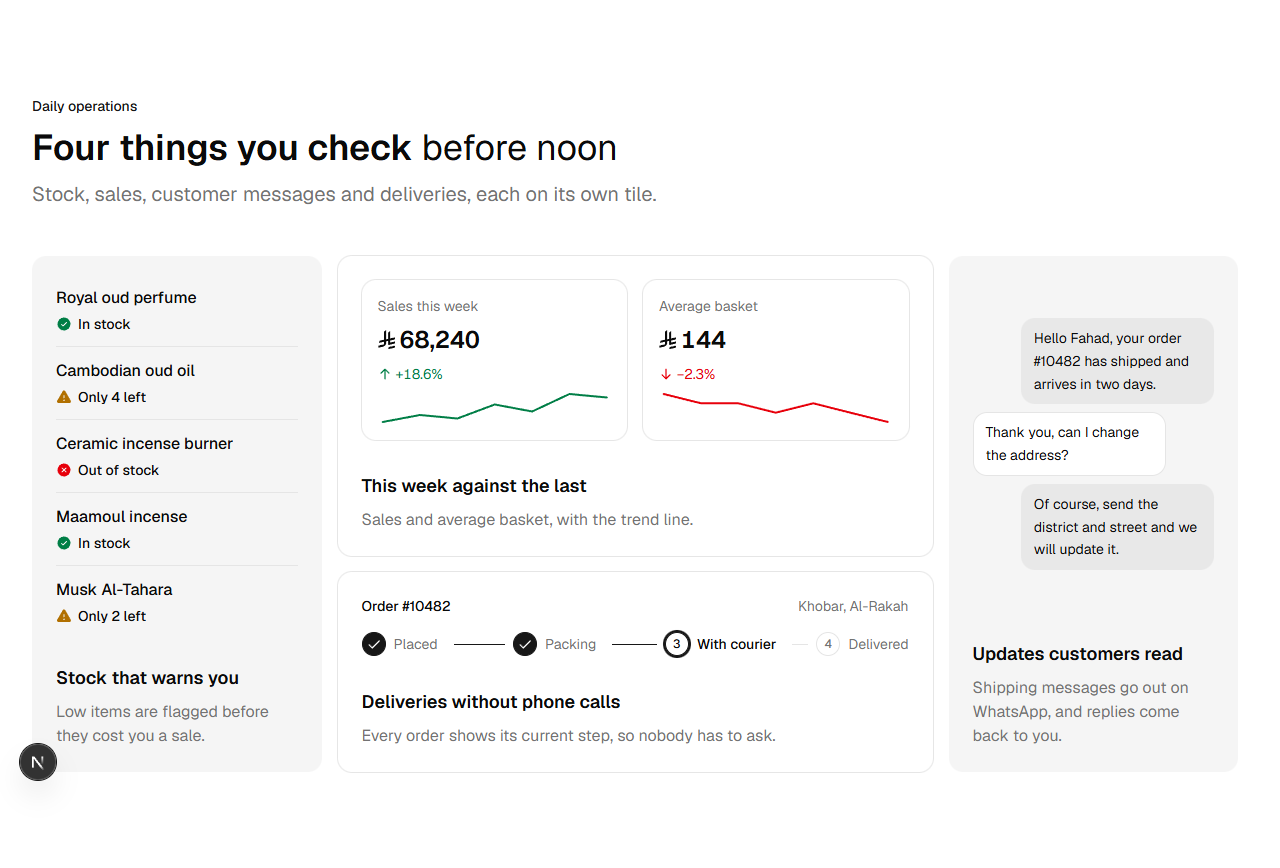 Daily operations
Four things you check before noon
Stock, sales, customer messages and deliveries, each on its own tile.
Royal oud perfume
In stock
Cambodian oud oil
Only 4 left
Ceramic incense burner
Out of stock
Maamoul incense
In stock
Musk Al-Tahara
Only 2 left
Stock that warns you
Low items are flagged before
they cost you a sale.
Sales this week
⃁ 68,240
+18.6%
Average basket
⃁ 144
−2.3%
This week against the last
Sales and average basket, with the trend line.
Order #10482
Khobar, Al-Rakah
Placed
Packing
3 With courier
4 Delivered
Deliveries without phone calls
Every order shows its current step, so nobody has to ask.
Hello Fahad, your order
#10482 has shipped and
arrives in two days.
Thank you, can I change
the address?
Of course, send the
district and street and we
will update it.
Updates customers read
Shipping messages go out on
WhatsApp, and replies come
back to you.
N